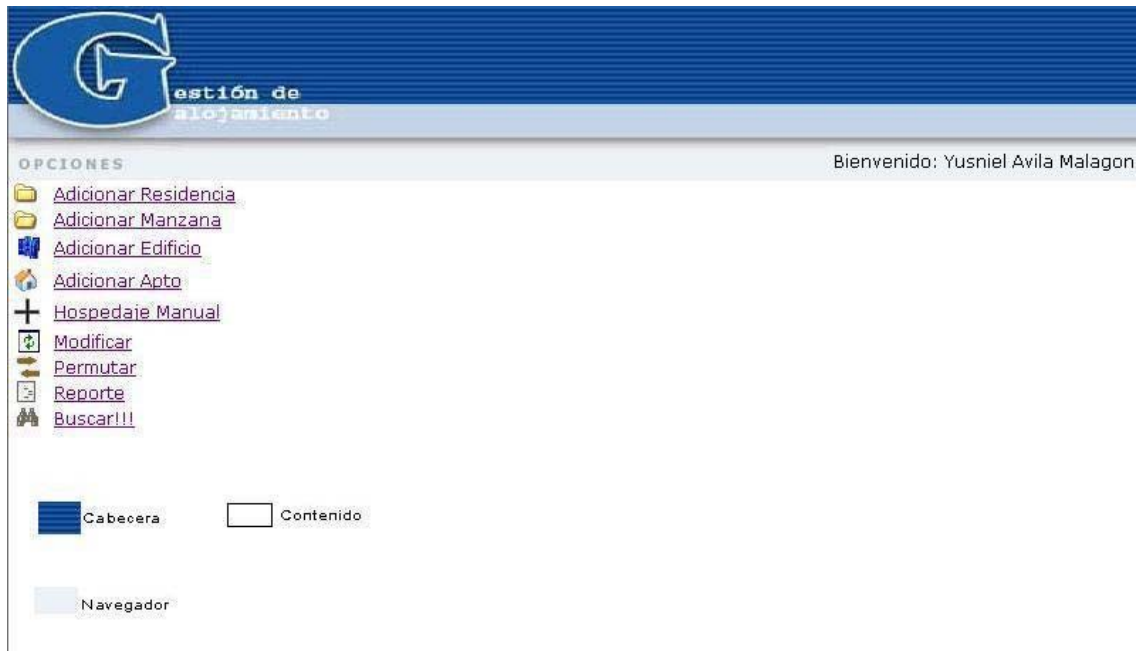 Gestión de
alojamiento
OPCIONES
Bienvenido: Yusniel Avila Malagon
Adicionar Residencia
Adicionar Manzana
Adicionar Edificio
Adicionar Apto
Hospedaje Manual
Modificar
Permutar
Reporte
Buscar!!!
Cabecera
Contenido
Navegador